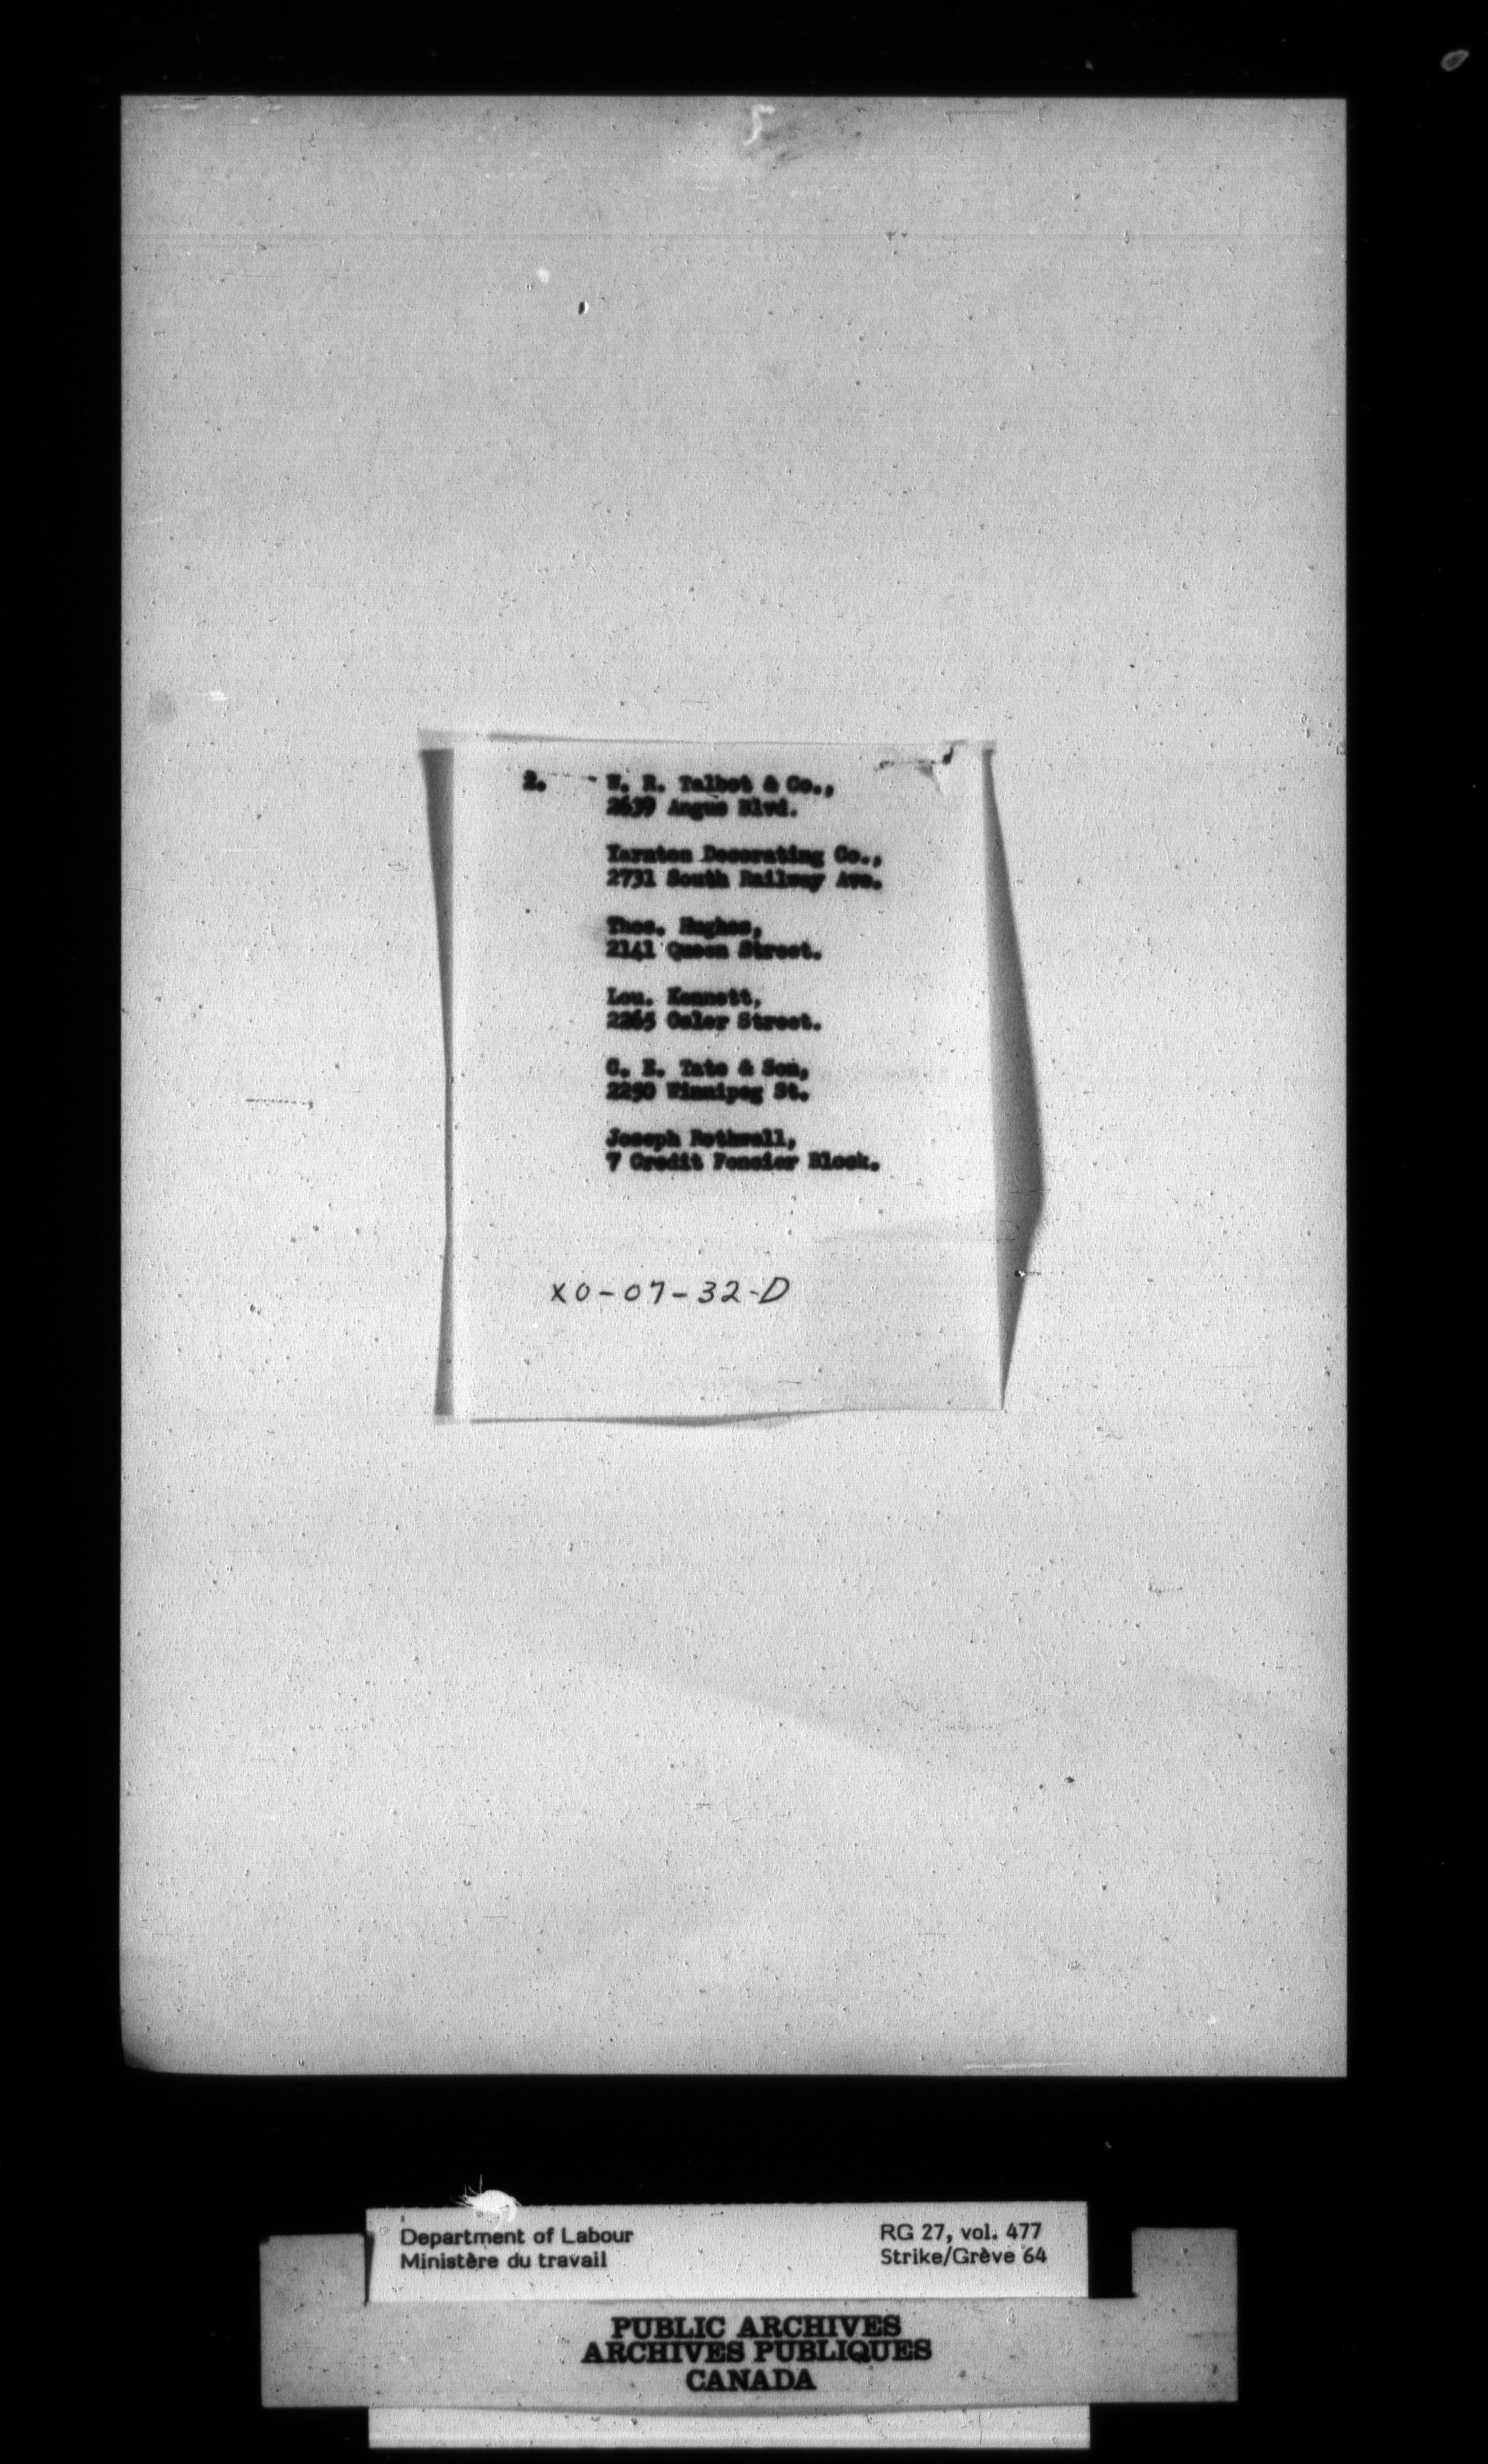 2. W. R. Talbot & Co.,
2639 Angus Blvd.
Yarnton Decorating Co.,
2731 South Railway Ave.
Thos. Hughes,
2141 Queen Street.
Lou. Kennett,
2265 Osler Street.
C. E. Tate & Son,
2250 Winnipeg St.
Joseph Rothwell,
7 Credit Foncier Block.
XO-07-32-D
Department of Labour
Ministère du travail
RG 27, vol. 477
Strike/Grève 64
PUBLIC ARCHIVES
ARCHIVES PUBLIQUES
CANADA